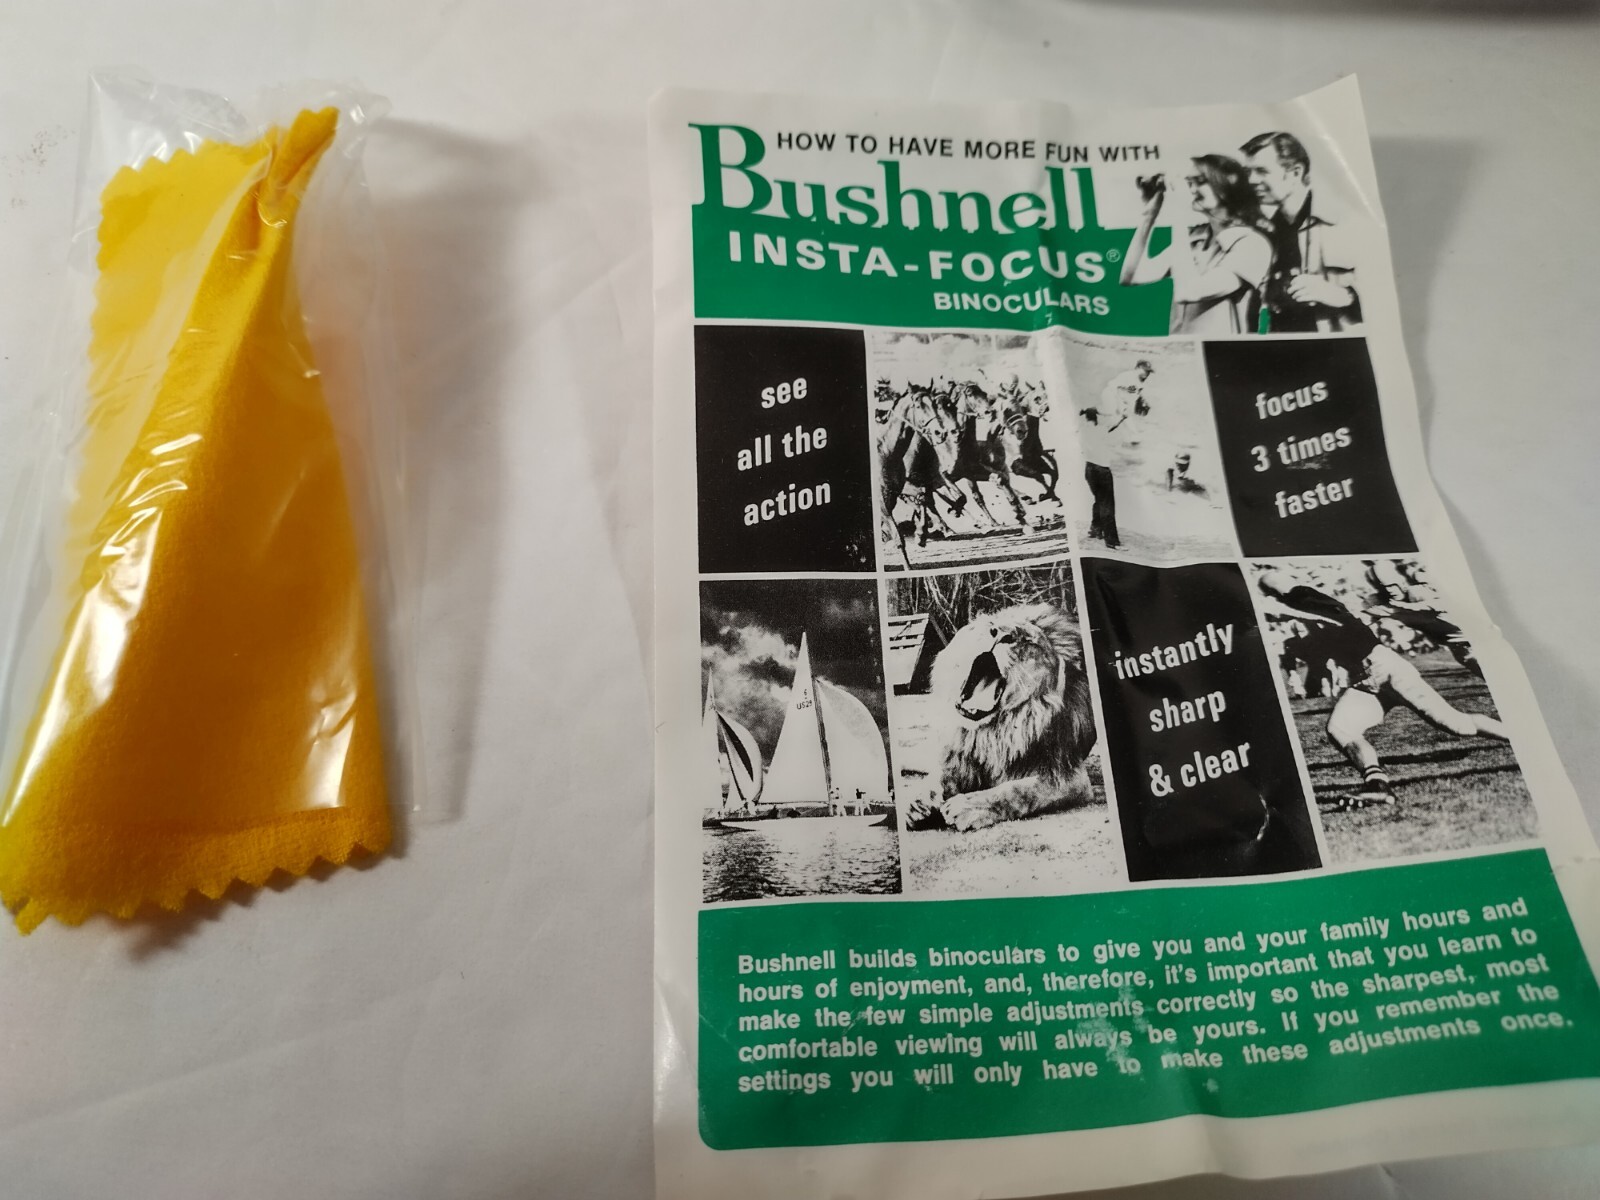 HOW TO HAVE MORE FUN WITH
Bushnell
INSTA-FOCUS®
BINOCULARS
see
all the
action
focus
3 times
faster
US21
instantly
sharp
& clear
Bushnell builds binoculars to give you and your family hours and
hours of enjoyment, and, therefore, it's important that you learn to
make the few simple adjustments correctly so the sharpest, most
comfortable viewing will always be yours. If you remember the
settings you will only have to make these adjustments once.